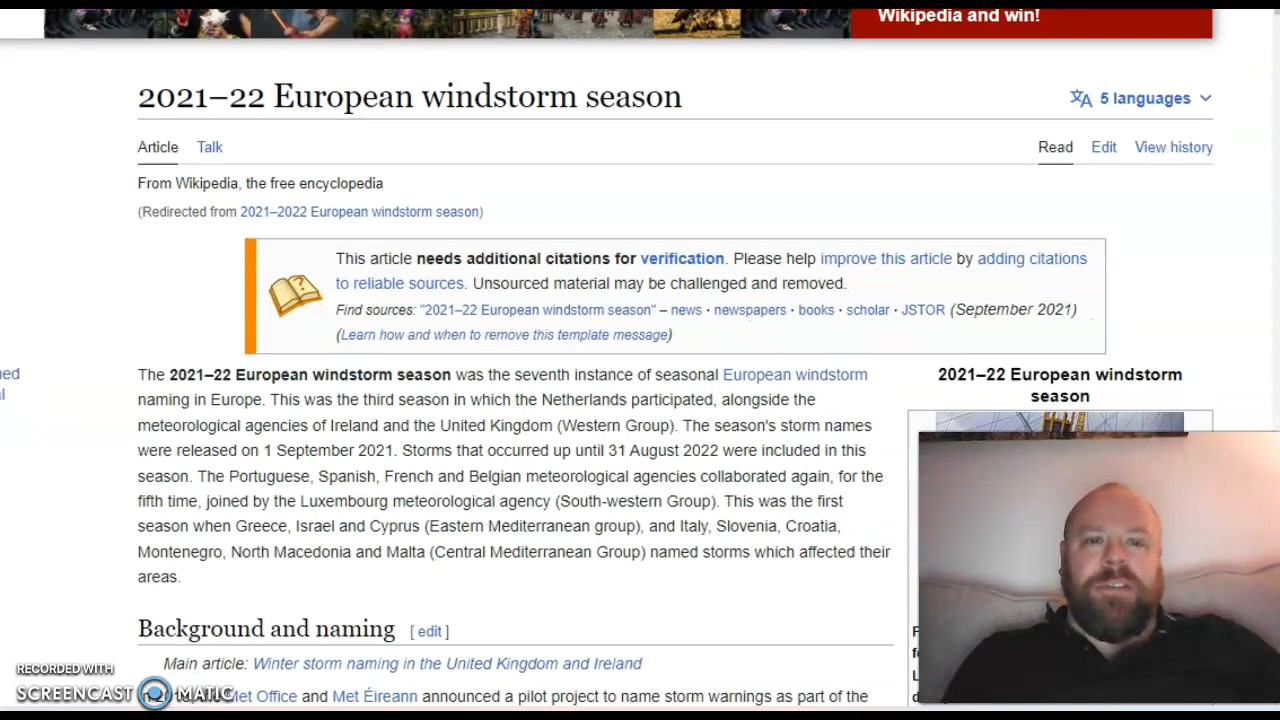 Wikipedia and win!
2021–22 European windstorm season
5 languages
Article Talk
Read Edit View history
From Wikipedia, the free encyclopedia
(Redirected from 2021–2022 European windstorm season)
This article needs additional citations for verification. Please help improve this article by adding citations
to reliable sources. Unsourced material may be challenged and removed.
Find sources: "2021–22 European windstorm season" – news · newspapers · books · scholar · JSTOR (September 2021)
(Learn how and when to remove this template message)
The 2021–22 European windstorm season was the seventh instance of seasonal European windstorm
naming in Europe. This was the third season in which the Netherlands participated, alongside the
meteorological agencies of Ireland and the United Kingdom (Western Group). The season's storm names
were released on 1 September 2021. Storms that occurred up until 31 August 2022 were included in this
season. The Portuguese, Spanish, French and Belgian meteorological agencies collaborated again, for the
fifth time, joined by the Luxembourg meteorological agency (South-western Group). This was the first
season when Greece, Israel and Cyprus (Eastern Mediterranean group), and Italy, Slovenia, Croatia,
Montenegro, North Macedonia and Malta (Central Mediterranean Group) named storms which affected their
areas.
2021–22 European windstorm
season
Background and naming [ edit ]
Main article: Winter storm naming in the United Kingdom and Ireland
Met Office and Met Éireann announced a pilot project to name storm warnings as part of the
RECORDED WITH
SCREENCAST MATIC